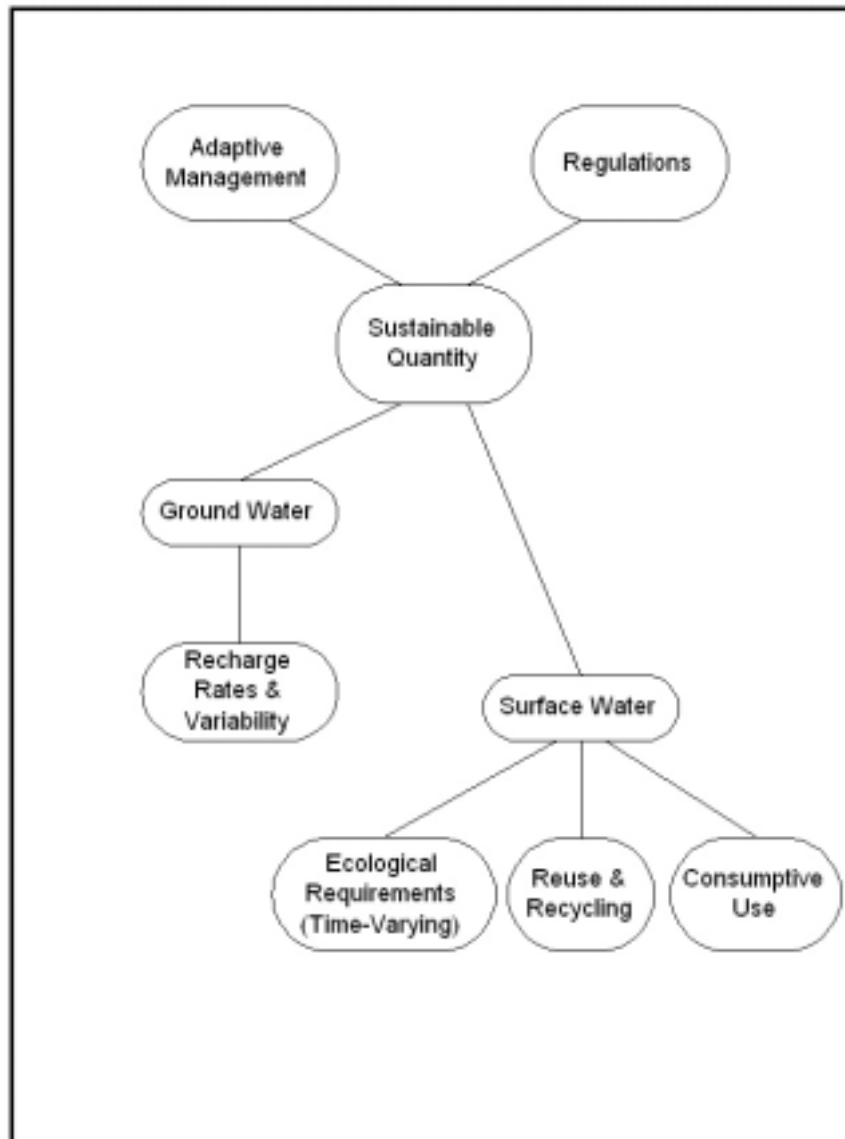 Adaptive
Management
Regulations
Sustainable
Quantity
Ground Water
Recharge
Rates &
Variability
Surface Water
Ecological
Requirements
(Time-Varying)
Reuse &
Recycling
Consumptive
Use